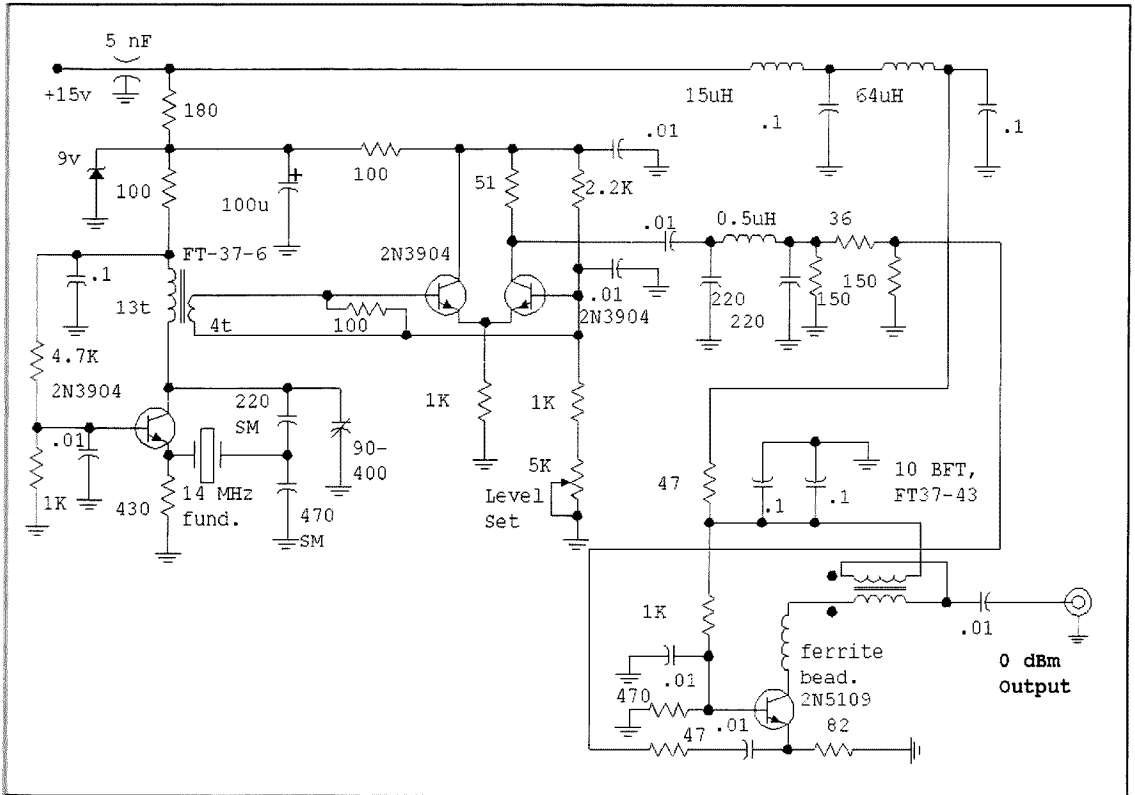 5 nF
+15v
180
15uH
64uH
.1
.1
9v
100
100
.01
51
2.2K
100u
36
.01
0.5uH
FT-37-6
2N3904
.1
.01
13t
2N3904
220
150
150
4t
100
220
4.7K
2N3904
220
SM
1K
1K
.01
90-
400
5K
47
10 BFT,
FT37-43
1K
430
14 MHz
fund.
470
SM
Level
Set
.1
.1
1K
.01
0 dBm
Output
ferrite
bead.
.01
2N5109
470
.01
82
47